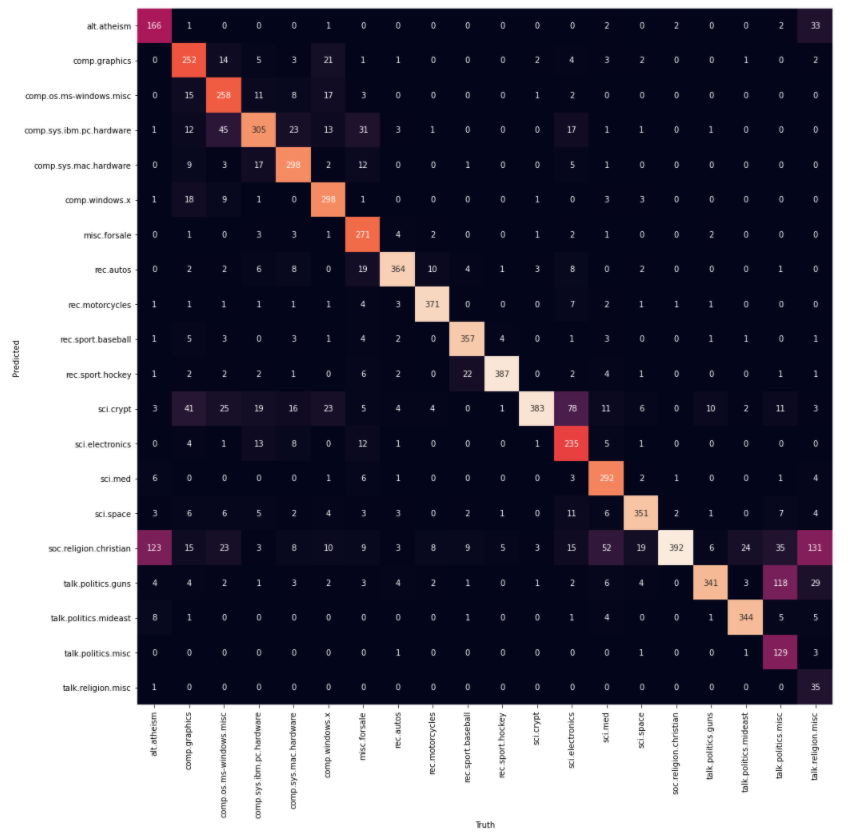 alt.atheism 166 1 0 0 0 1 0 0 0 0 0 0 2 0 2 0 0 2 33
comp.graphics 0 252 14 5 3 21 1 1 0 0 0 2 4 3 2 0 0 1 0 2
comp.os.ms-windows.misc 0 15 258 11 8 17 3 0 0 0 0 1 2 0 0 0 0 0 0 0
comp.sys.ibm.pc.hardware 1 12 45 305 23 13 31 3 1 0 0 0 17 1 1 0 1 0 0 0
comp.sys.mac.hardware 0 9 3 17 298 2 12 0 0 1 0 0 5 1 0 0 0 0 0 0
comp.windows.x 1 18 9 1 0 298 1 0 0 0 0 1 0 3 3 0 0 0 0 0
misc.forsale 0 1 0 3 3 1 271 4 2 0 0 1 2 1 0 0 2 0 0 0
rec.autos 0 2 2 6 8 0 19 364 10 4 1 3 8 0 2 0 0 0 1 0
rec.motorcycles 1 1 1 1 1 1 4 3 371 0 0 0 7 2 1 1 1 0 0 0
rec.sport.baseball 1 5 3 0 3 1 4 2 0 357 4 0 1 3 0 0 1 1 0 1
rec.sport.hockey 1 2 2 2 1 0 6 2 0 22 387 0 2 4 1 0 0 0 1 1
sci.crypt 3 41 25 19 16 23 5 4 4 0 1 383 78 11 6 0 10 2 11 3
sci.electronics 0 4 1 13 8 0 12 1 0 0 0 1 235 5 1 0 0 0 0 0
sci.med 6 0 0 0 0 1 6 1 0 0 0 0 3 292 2 1 0 0 1 4
sci.space 3 6 6 5 2 4 3 3 0 2 1 0 11 6 351 2 1 0 7 4
soc.religion.christian 123 15 23 3 8 10 9 3 8 9 5 3 15 52 19 392 6 24 35 131
talk.politics.guns 4 4 2 1 3 2 3 4 2 1 0 1 2 6 4 0 341 3 118 29
talk.politics.mideast 8 1 0 0 0 0 0 0 0 1 0 0 1 4 0 0 1 344 5 5
talk.politics.misc 0 0 0 0 0 0 0 1 0 0 0 0 0 0 1 0 0 1 129 3
talk.religion.misc 1 0 0 0 0 0 0 0 0 0 0 0 0 0 0 0 0 0 0 35
Predicted
alt.atheism
comp.graphics
comp.os.ms-windows.misc
comp.sys.ibm.pc.hardware
comp.sys.mac.hardware
comp.windows.x
misc.forsale
rec.autos
rec.motorcycles
rec.sport.baseball
rec.sport.hockey
sci.crypt
sci.electronics
sci.med
sci.space
soc.religion.christian
talk.politics.guns
talk.politics.mideast
talk.politics.misc
talk.religion.misc
Truth